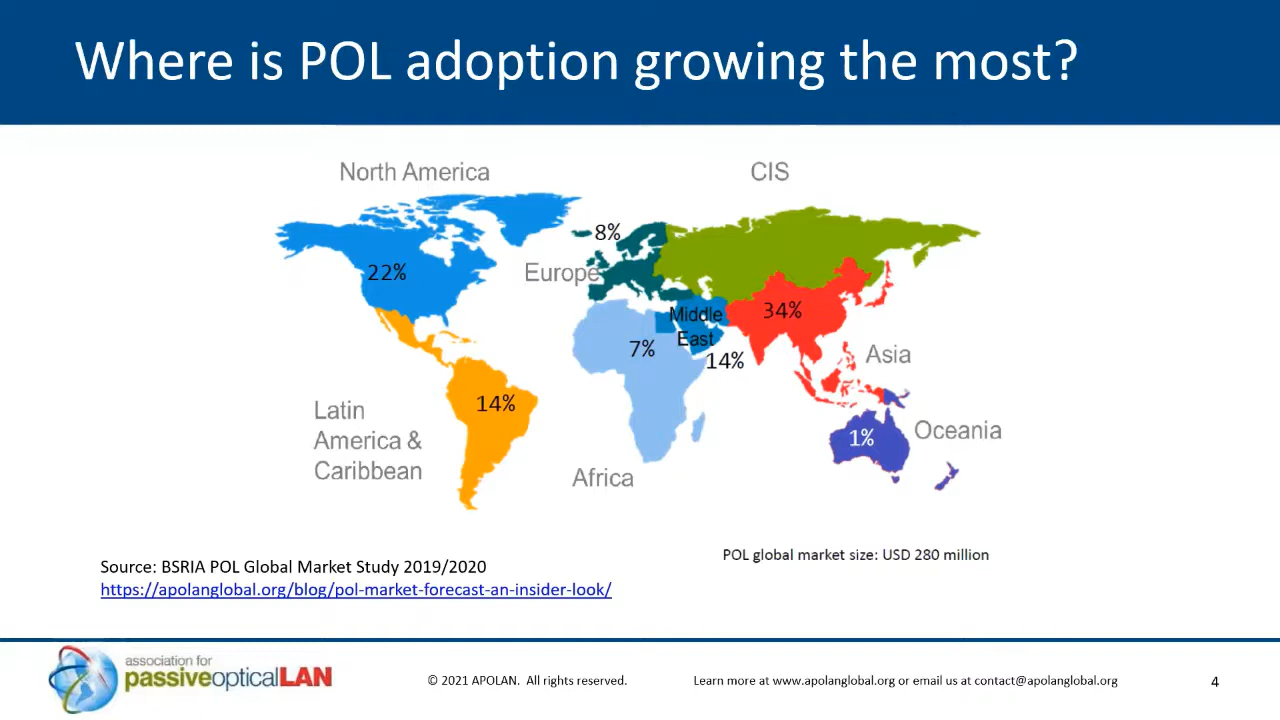 Where is POL adoption growing the most?
North America
CIS
8%
22%
Europe
34%
Middle
East
7%
14%
Asia
14%
Latin
America &
Caribbean
1%
Oceania
Africa
POL global market size: USD 280 million
Source: BSRIA POL Global Market Study 2019/2020
https://apolanglobal.org/blog/pol-market-forecast-an-insider-look/
association for
passiveopticalLAN
© 2021 APOLAN. All rights reserved.
Learn more at www.apolanglobal.org or email us at contact@apolanglobal.org
4